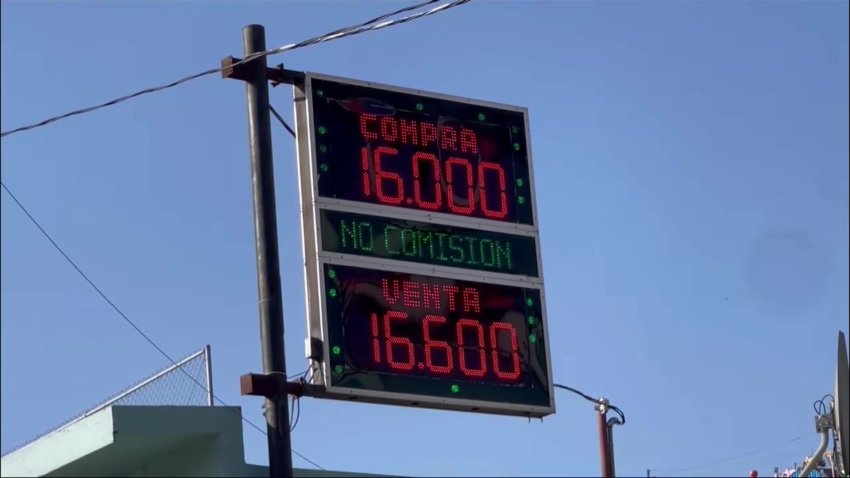 COMPRA
16.000
NO COMISION
VENTA
16.600